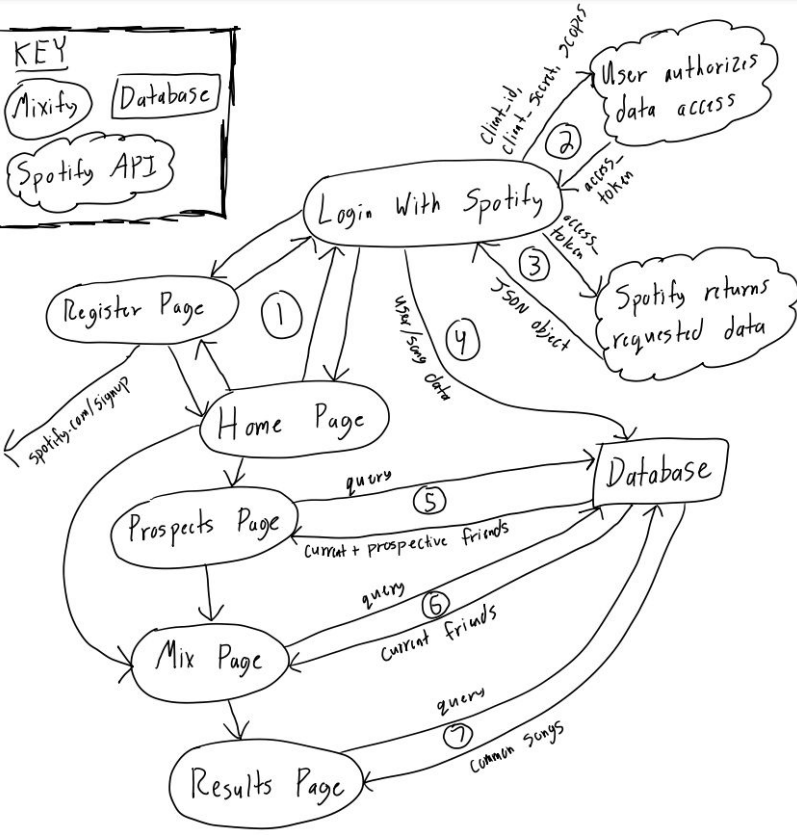 KEY
Mixify
Database
Spotify API
client_id,
client_secret, scopes
User authorizes
data access
2
access_
token
Login With Spotify
access_
token
3
JSON object
Spotify returns
requested data
Register Page
1
user/song data
4
spotify.com/signup
Home Page
Database
query
5
current + prospective friends
Prospects Page
query
6
current friends
Mix Page
query
7
common songs
Results Page